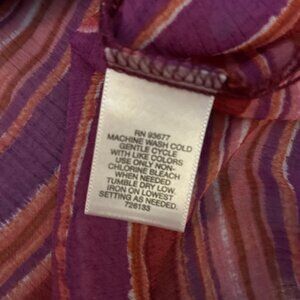 RN 93677
MACHINE WASH COLD
GENTLE CYCLE
WITH LIKE COLORS
USE ONLY NON-
CHLORINE BLEACH
WHEN NEEDED
TUMBLE DRY LOW.
IRON ON LOWEST
SETTING AS NEEDED.
726133